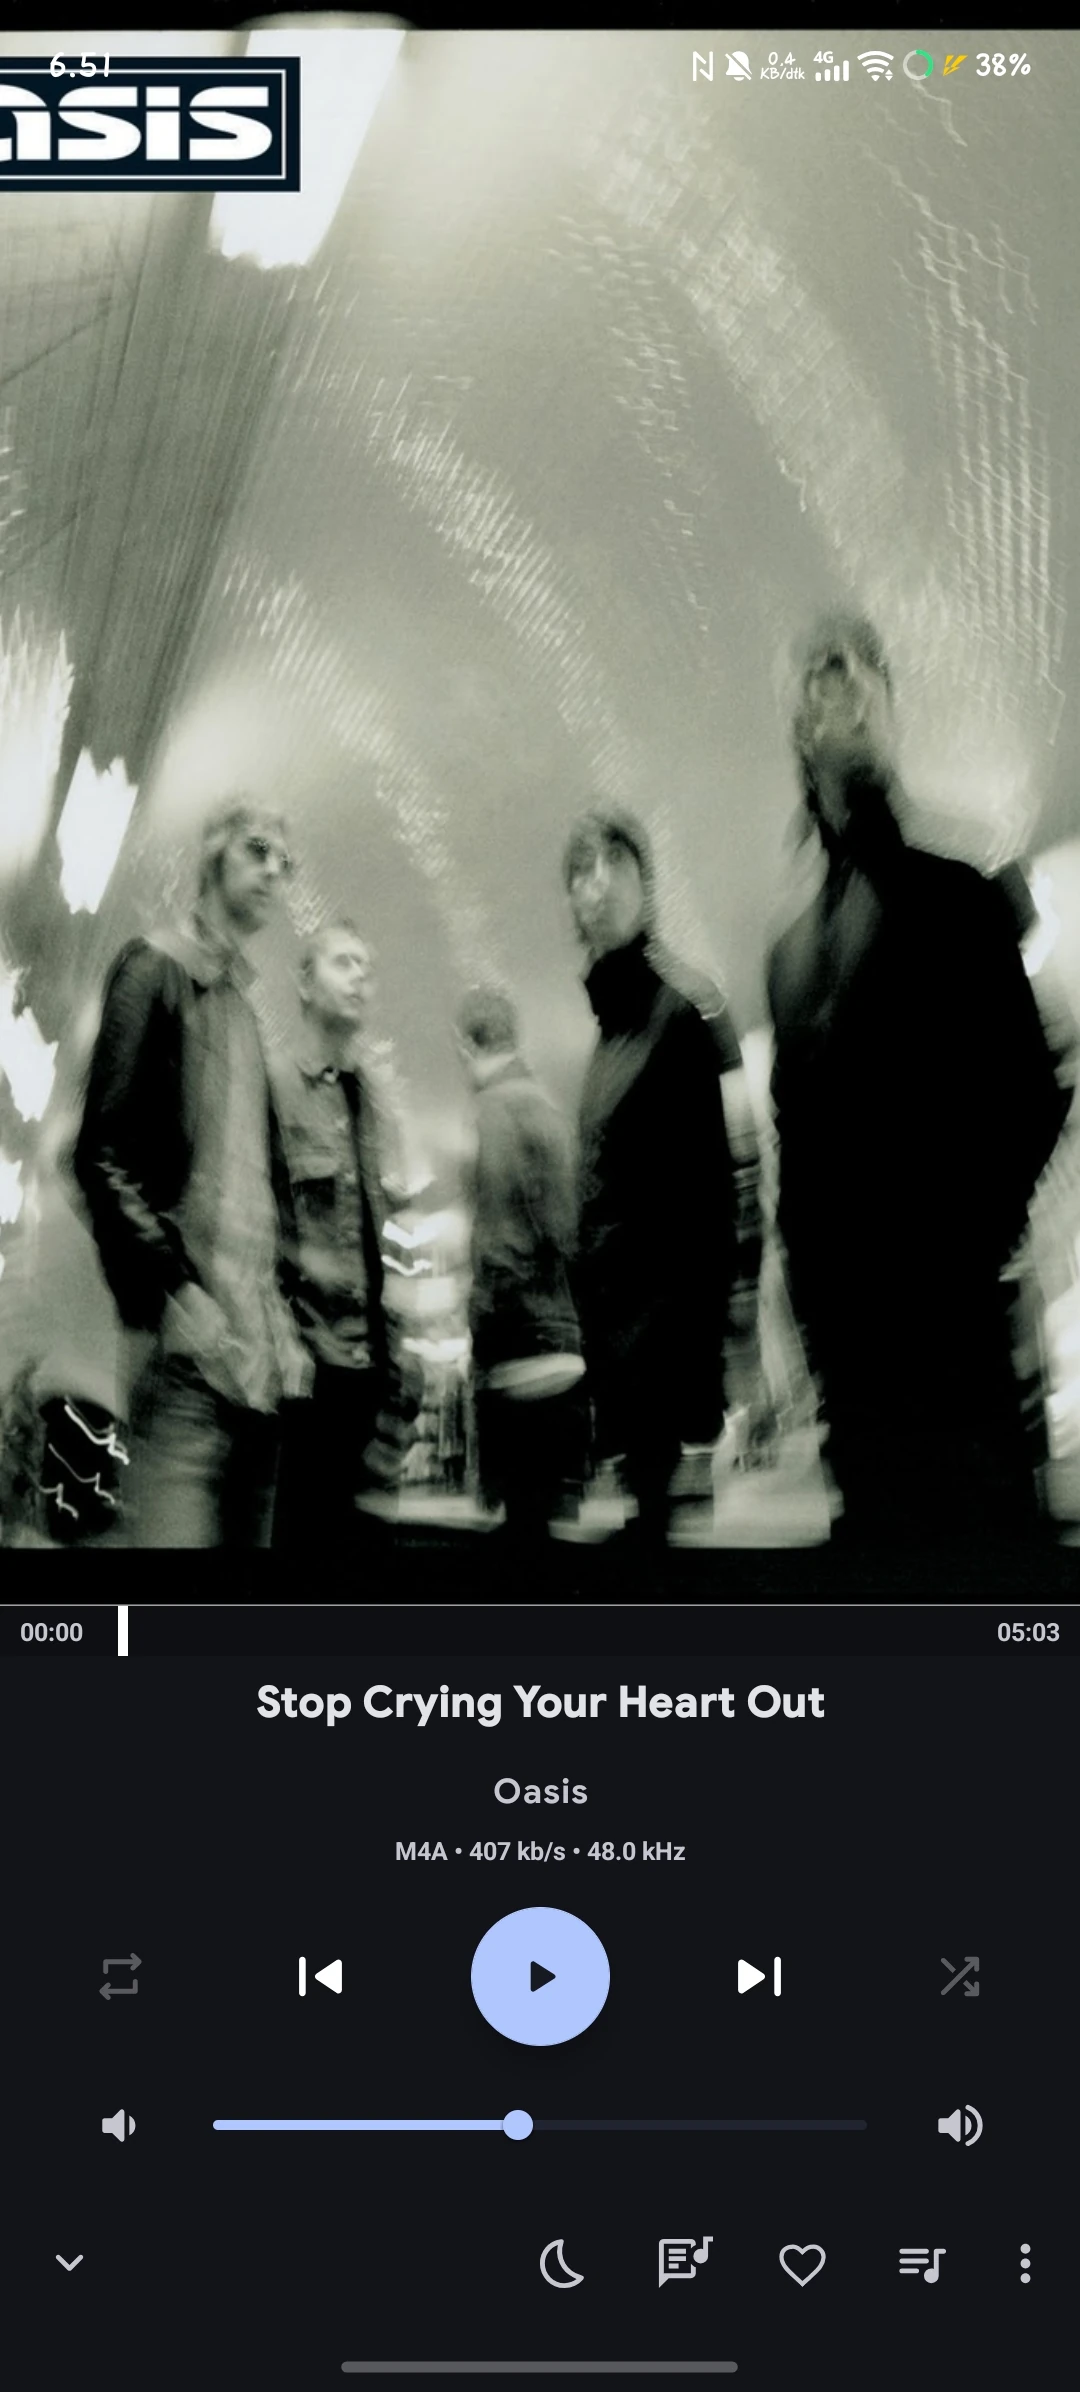 6.51
0.4
KB/dtk
4G
38%
asis
00:00
05:03
Stop Crying Your Heart Out
Oasis
M4A • 407 kb/s • 48.0 kHz